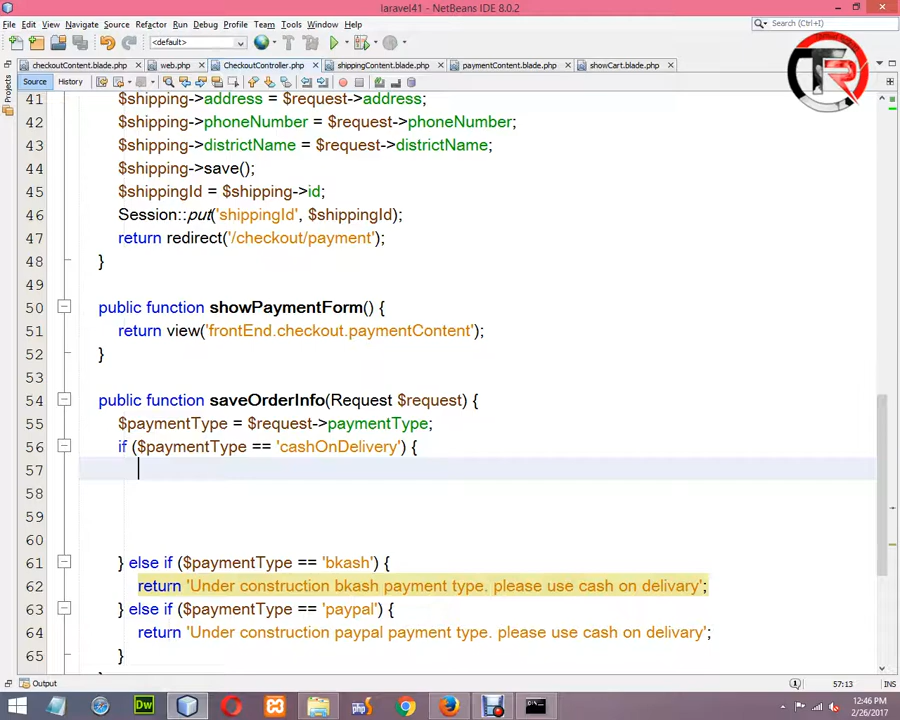 laravel41 - NetBeans IDE 8.0.2
File Edit View Navigate Source Refactor Run Debug Profile Team Tools Window Help
<default>
Search (Ctrl+I)
TR
checkoutContent.blade.php web.php CheckoutController.php shippingContent.blade.php paymentContent.blade.php showCart.blade.php
Source History
Projects
41 $shipping->address = $request->address;
42 $shipping->phoneNumber = $request->phoneNumber;
43 $shipping->districtName = $request->districtName;
44 $shipping->save();
45 $shippingId = $shipping->id;
46 Session::put('shippingId', $shippingId);
47 return redirect('/checkout/payment');
48 }
49
50 public function showPaymentForm() {
51 return view('frontEnd.checkout.paymentContent');
52 }
53
54 public function saveOrderInfo(Request $request) {
55 $paymentType = $request->paymentType;
56 if ($paymentType == 'cashOnDelivery') {
57
58
59
60
61 } else if ($paymentType == 'bkash') {
62 return 'Under construction bkash payment type. please use cash on delivary';
63 } else if ($paymentType == 'paypal') {
64 return 'Under construction paypal payment type. please use cash on delivary';
65 }
Output
57:13 INS
Dw
php
12:46 PM
2/26/2017